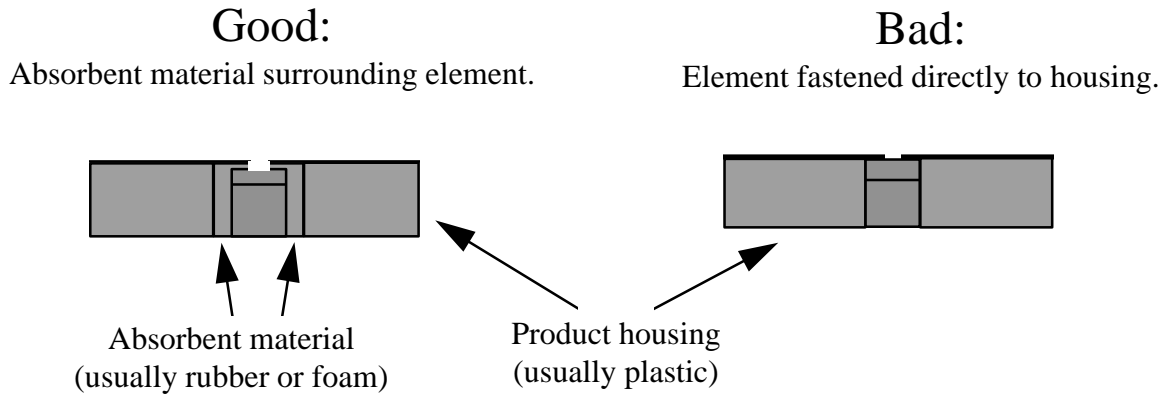 Good:
Absorbent material surrounding element.
Bad:
Element fastened directly to housing.
Absorbent material
(usually rubber or foam)
Product housing
(usually plastic)